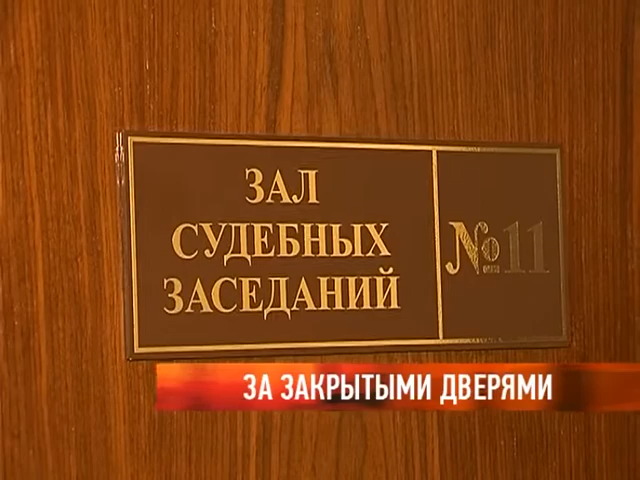 ЗАЛ
СУДЕБНЫХ
ЗАСЕДАНИЙ
№11
ЗА ЗАКРЫТЫМИ ДВЕРЯМИ